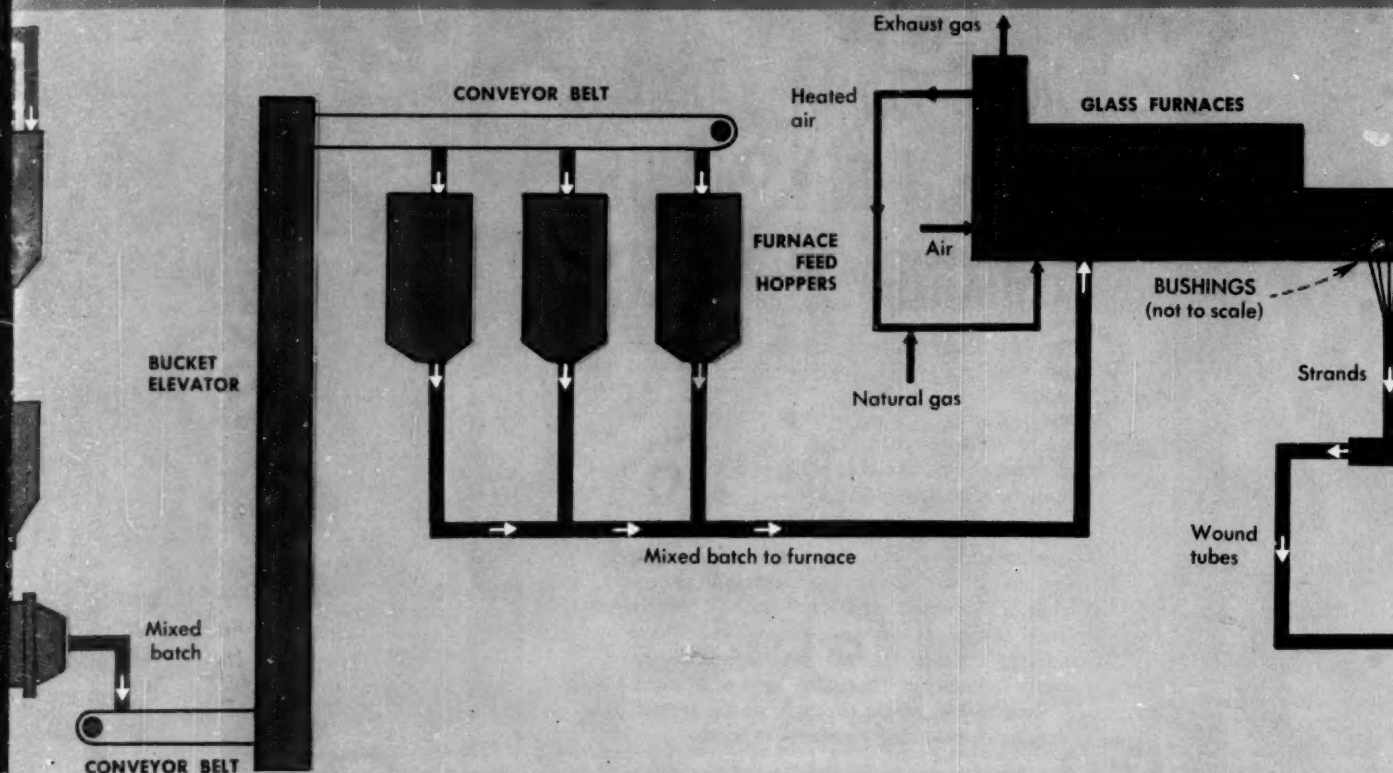 Exhaust gas
CONVEYOR BELT
Heated
air
GLASS FURNACES
FURNACE
FEED
HOPPERS
Air
BUSHINGS
(not to scale)
BUCKET
ELEVATOR
Natural gas
Strands
Wound
tubes
Mixed batch to furnace
Mixed
batch
CONVEYOR BELT